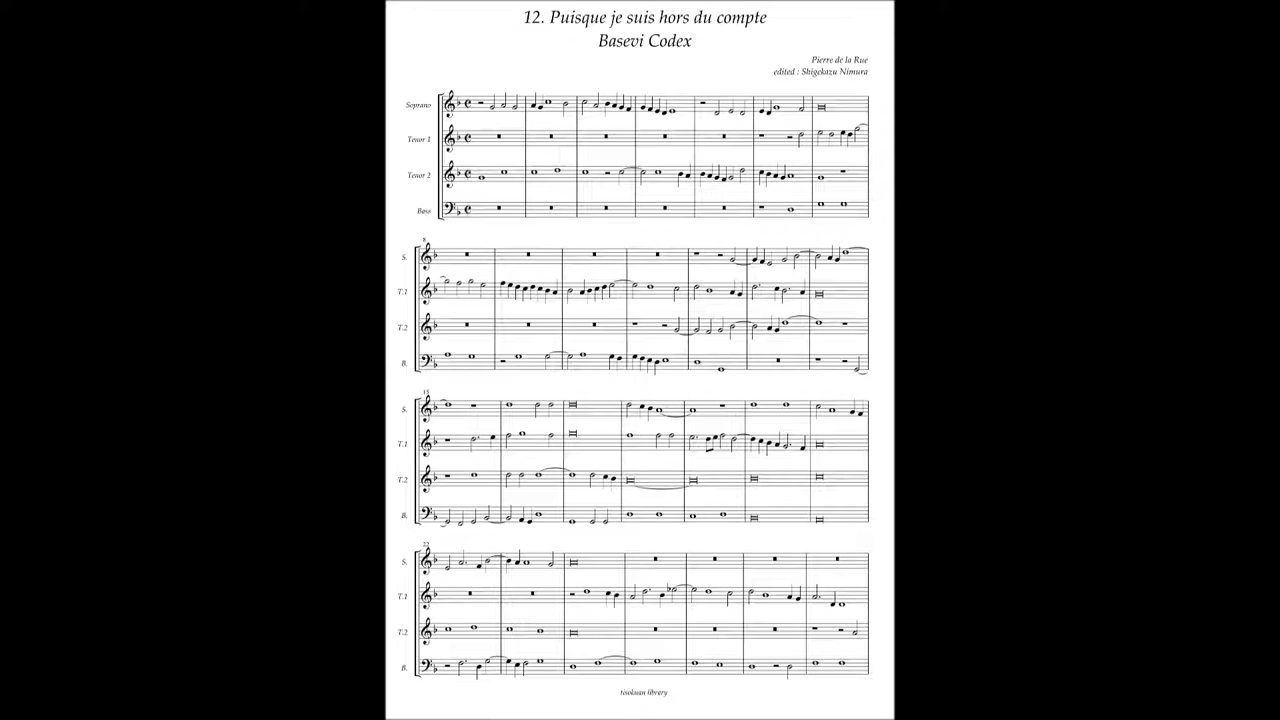 12. Puisque je suis hors du compte
Basevi Codex
Pierre de la Rue
edited : Shigekazu Nimura
Soprano
Tenor 1
Tenor 2
Bass
8
S.
T.1
T.2
B.
15
S.
T.1
T.2
B.
22
S.
T.1
T.2
B.
tisokuan library